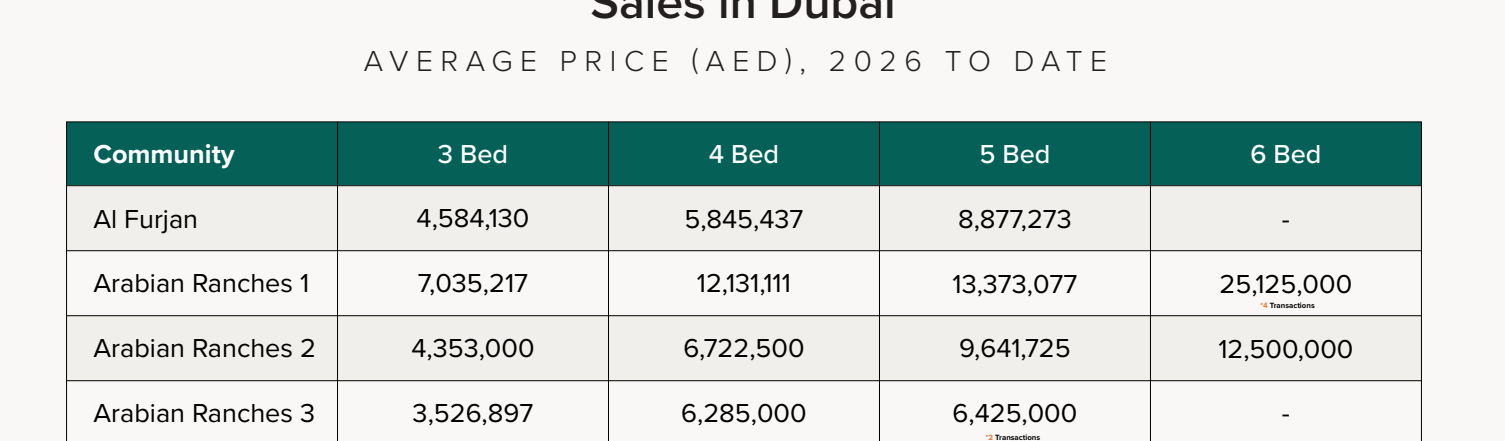 Sales in Dubai
AVERAGE PRICE (AED), 2026 TO DATE
Community 3 Bed 4 Bed 5 Bed 6 Bed
Al Furjan 4,584,130 5,845,437 8,877,273 -
Arabian Ranches 1 7,035,217 12,131,111 13,373,077 25,125,000
*4 Transactions
Arabian Ranches 2 4,353,000 6,722,500 9,641,725 12,500,000
Arabian Ranches 3 3,526,897 6,285,000 6,425,000 -
*2 Transactions